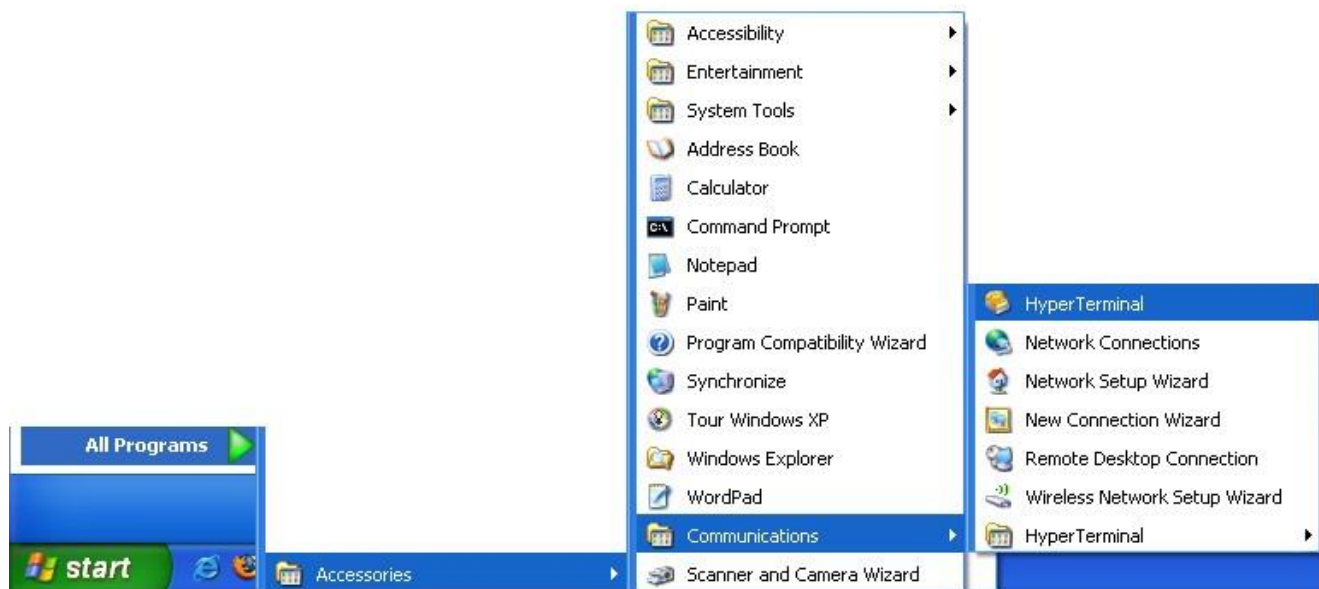 All Programs
start
Accessories
Accessibility
Entertainment
System Tools
Address Book
Calculator
C:\
Command Prompt
Notepad
Paint
Program Compatibility Wizard
Synchronize
Tour Windows XP
Windows Explorer
WordPad
Communications
Scanner and Camera Wizard
HyperTerminal
Network Connections
Network Setup Wizard
New Connection Wizard
Remote Desktop Connection
Wireless Network Setup Wizard
HyperTerminal